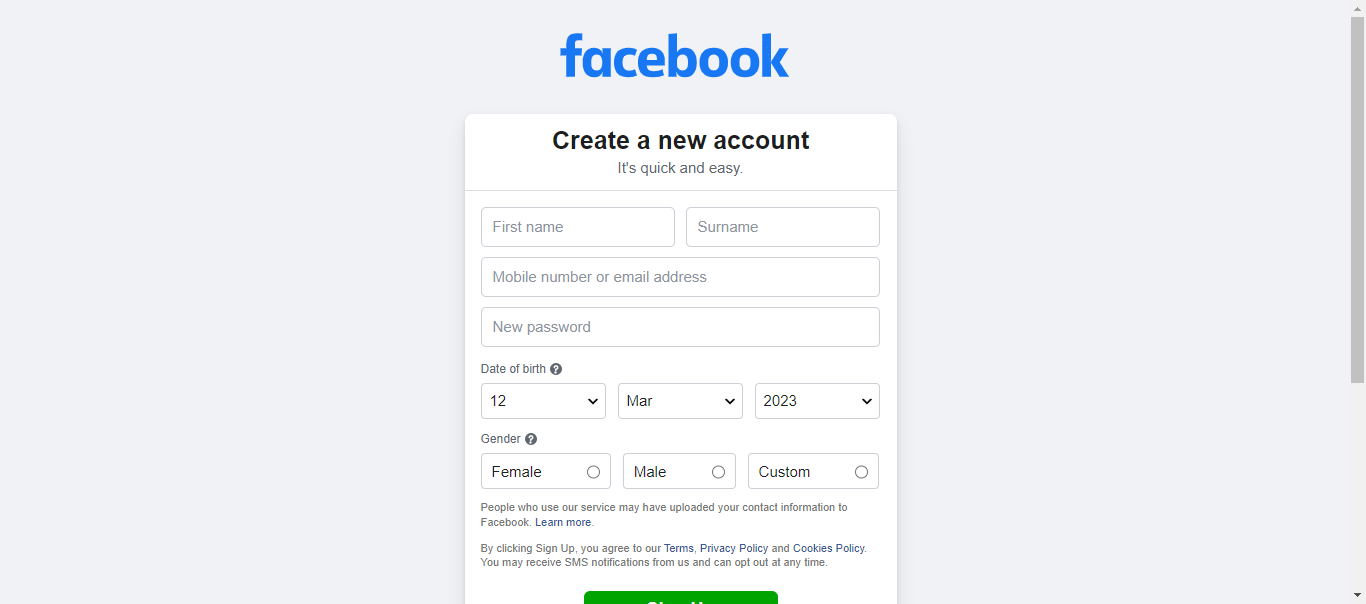 facebook
Create a new account
It's quick and easy.
First name Surname
Mobile number or email address
New password
Date of birth ?
12 Mar 2023
Gender ?
Female Male Custom
People who use our service may have uploaded your contact information to
Facebook. Learn more.
By clicking Sign Up, you agree to our Terms, Privacy Policy and Cookies Policy.
You may receive SMS notifications from us and can opt out at any time.